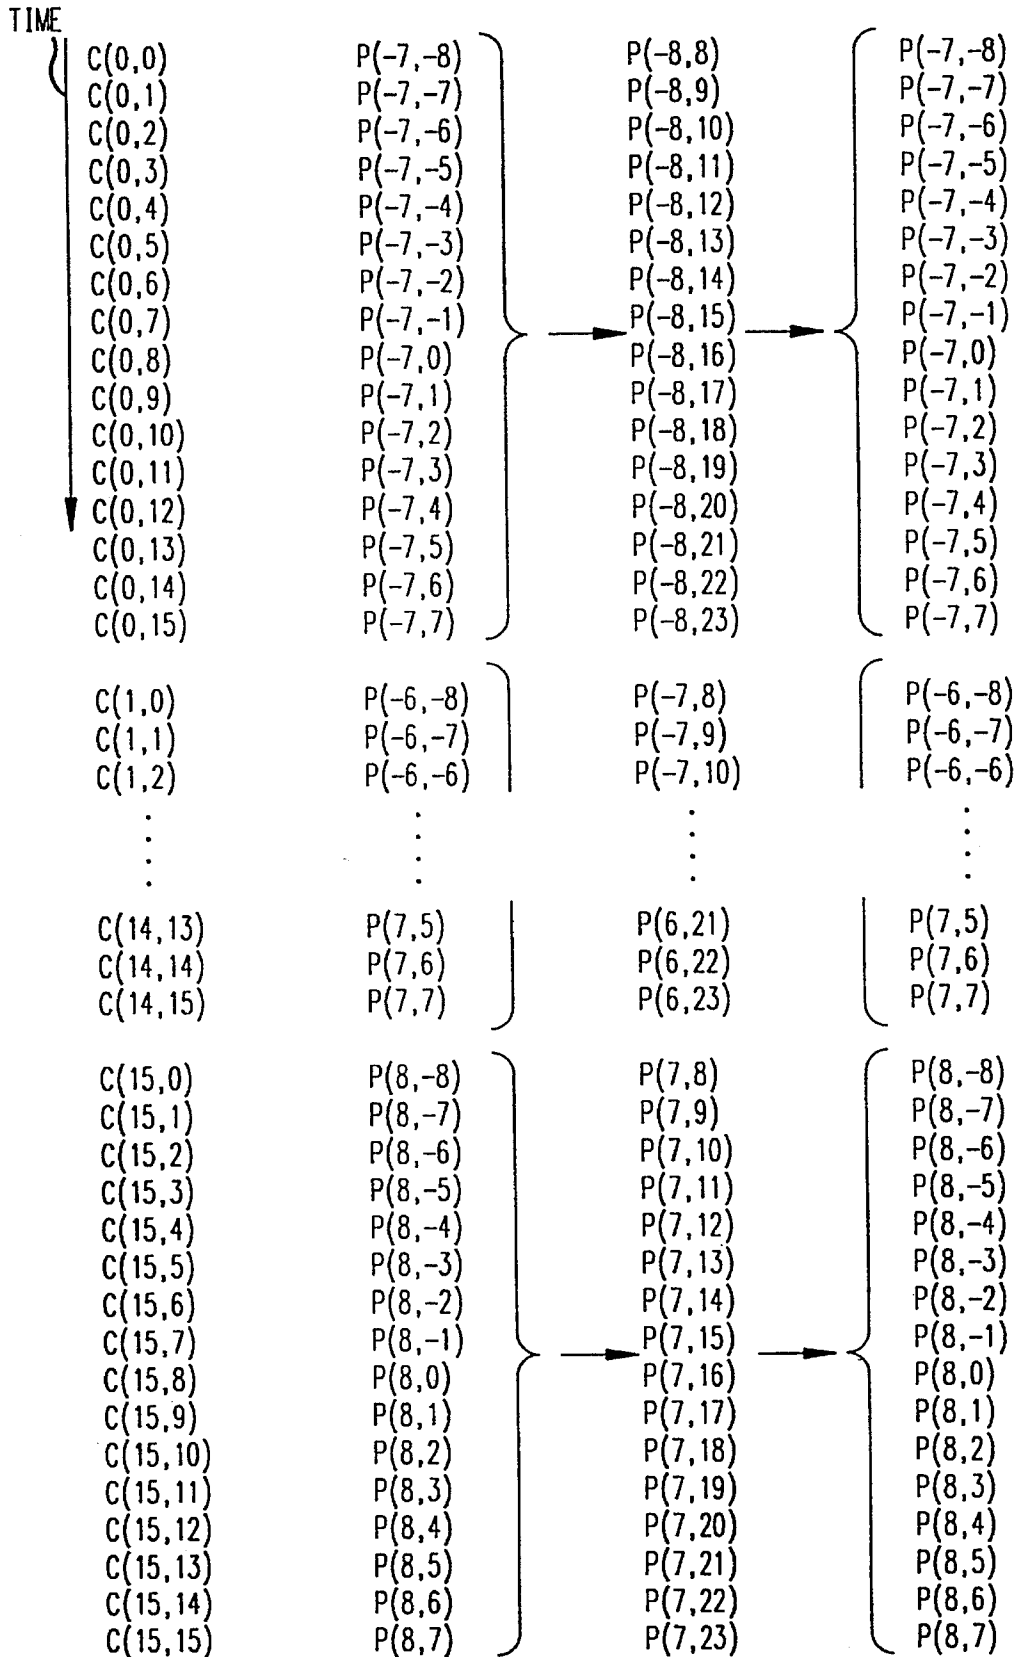 TIME
C(0,0) P(-7,-8) P(-8,8) P(-7,-8)
C(0,1) P(-7,-7) P(-8,9) P(-7,-7)
C(0,2) P(-7,-6) P(-8,10) P(-7,-6)
C(0,3) P(-7,-5) P(-8,11) P(-7,-5)
C(0,4) P(-7,-4) P(-8,12) P(-7,-4)
C(0,5) P(-7,-3) P(-8,13) P(-7,-3)
C(0,6) P(-7,-2) P(-8,14) P(-7,-2)
C(0,7) P(-7,-1) P(-8,15) P(-7,-1)
C(0,8) P(-7,0) P(-8,16) P(-7,0)
C(0,9) P(-7,1) P(-8,17) P(-7,1)
C(0,10) P(-7,2) P(-8,18) P(-7,2)
C(0,11) P(-7,3) P(-8,19) P(-7,3)
C(0,12) P(-7,4) P(-8,20) P(-7,4)
C(0,13) P(-7,5) P(-8,21) P(-7,5)
C(0,14) P(-7,6) P(-8,22) P(-7,6)
C(0,15) P(-7,7) P(-8,23) P(-7,7)
C(1,0) P(-6,-8) P(-7,8) P(-6,-8)
C(1,1) P(-6,-7) P(-7,9) P(-6,-7)
C(1,2) P(-6,-6) P(-7,10) P(-6,-6)
C(14,13) P(7,5) P(6,21) P(7,5)
C(14,14) P(7,6) P(6,22) P(7,6)
C(14,15) P(7,7) P(6,23) P(7,7)
C(15,0) P(8,-8) P(7,8) P(8,-8)
C(15,1) P(8,-7) P(7,9) P(8,-7)
C(15,2) P(8,-6) P(7,10) P(8,-6)
C(15,3) P(8,-5) P(7,11) P(8,-5)
C(15,4) P(8,-4) P(7,12) P(8,-4)
C(15,5) P(8,-3) P(7,13) P(8,-3)
C(15,6) P(8,-2) P(7,14) P(8,-2)
C(15,7) P(8,-1) P(7,15) P(8,-1)
C(15,8) P(8,0) P(7,16) P(8,0)
C(15,9) P(8,1) P(7,17) P(8,1)
C(15,10) P(8,2) P(7,18) P(8,2)
C(15,11) P(8,3) P(7,19) P(8,3)
C(15,12) P(8,4) P(7,20) P(8,4)
C(15,13) P(8,5) P(7,21) P(8,5)
C(15,14) P(8,6) P(7,22) P(8,6)
C(15,15) P(8,7) P(7,23) P(8,7)